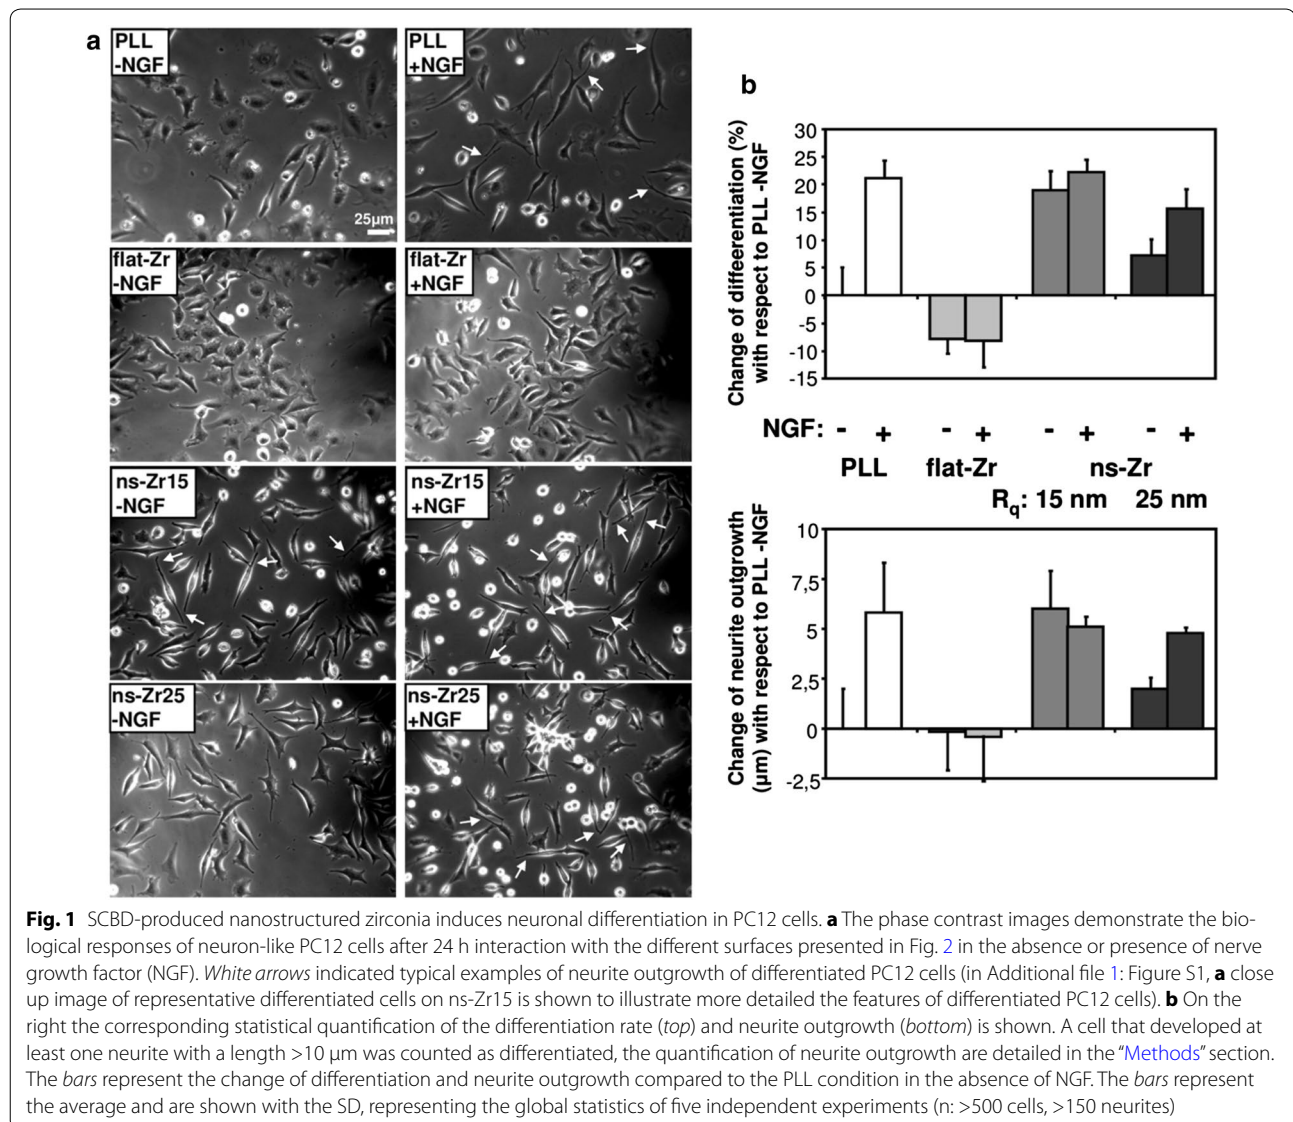 a
PLL
-NGF
25µm
PLL
+NGF
flat-Zr
-NGF
flat-Zr
+NGF
ns-Zr15
-NGF
ns-Zr15
+NGF
ns-Zr25
-NGF
ns-Zr25
+NGF
b
Change of differentiation (%)
with respect to PLL -NGF
30
25
20
15
10
5
0
-5
-10
-15
NGF: - + - + - + - +
PLL flat-Zr ns-Zr
Rq: 15 nm 25 nm
Change of neurite outgrowth
(µm) with respect to PLL -NGF
10
7,5
5
2,5
0
-2,5
Fig. 1 SCBD-produced nanostructured zirconia induces neuronal differentiation in PC12 cells. a The phase contrast images demonstrate the bio-
logical responses of neuron-like PC12 cells after 24 h interaction with the different surfaces presented in Fig. 2 in the absence or presence of nerve
growth factor (NGF). White arrows indicated typical examples of neurite outgrowth of differentiated PC12 cells (in Additional file 1: Figure S1, a close
up image of representative differentiated cells on ns-Zr15 is shown to illustrate more detailed the features of differentiated PC12 cells). b On the
right the corresponding statistical quantification of the differentiation rate (top) and neurite outgrowth (bottom) is shown. A cell that developed at
least one neurite with a length >10 µm was counted as differentiated, the quantification of neurite outgrowth are detailed in the “Methods” section.
The bars represent the change of differentiation and neurite outgrowth compared to the PLL condition in the absence of NGF. The bars represent
the average and are shown with the SD, representing the global statistics of five independent experiments (n: >500 cells, >150 neurites)